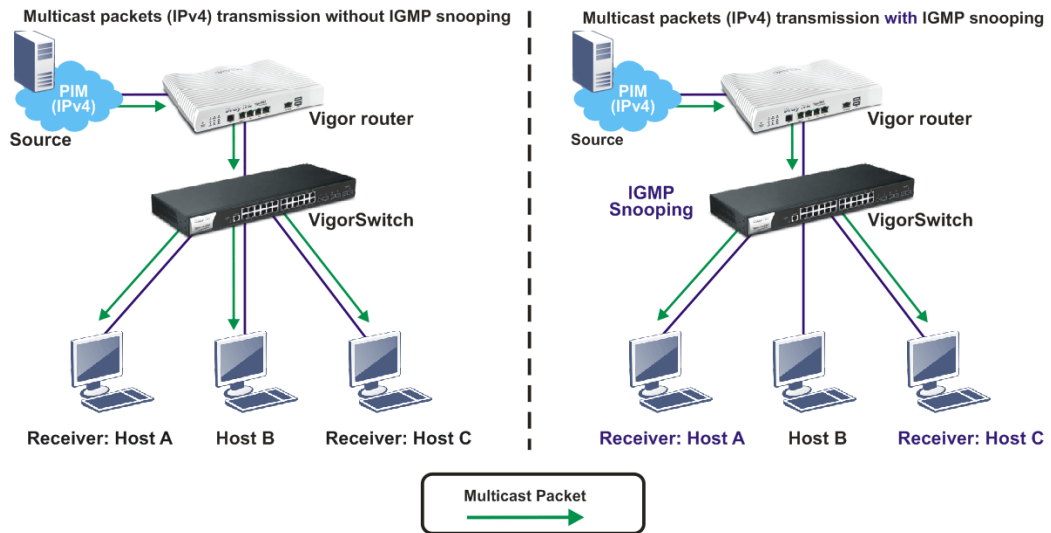 Multicast packets (IPv4) transmission without IGMP snooping
PIM
(IPv4)
Source
Vigor router
VigorSwitch
Receiver: Host A
Host B
Receiver: Host C
Multicast packets (IPv4) transmission with IGMP snooping
PIM
(IPv4)
Source
Vigor router
IGMP
Snooping
VigorSwitch
Receiver: Host A
Host B
Receiver: Host C
Multicast Packet